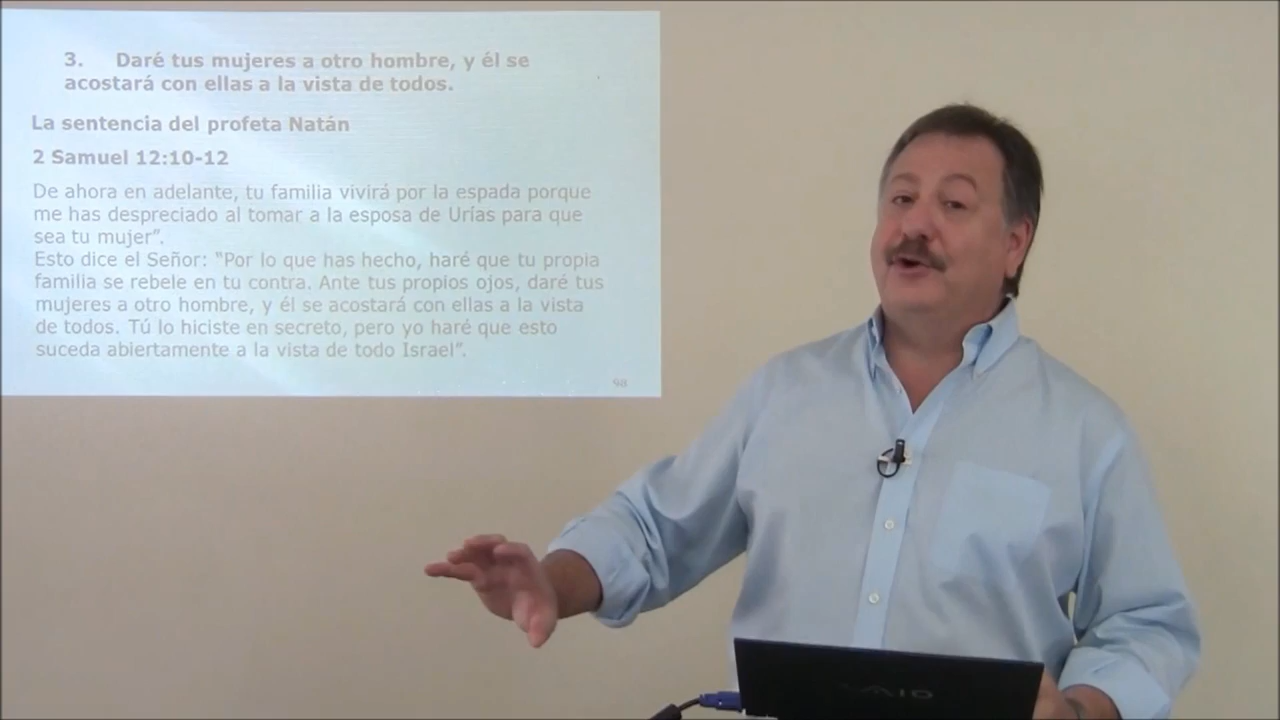 3. Daré tus mujeres a otro hombre, y él se
acostará con ellas a la vista de todos.
La sentencia del profeta Natán
2 Samuel 12:10-12
De ahora en adelante, tu familia vivirá por la espada porque
me has despreciado al tomar a la esposa de Urías para que
sea tu mujer”.
Esto dice el Señor: “Por lo que has hecho, haré que tu propia
familia se rebele en tu contra. Ante tus propios ojos, daré tus
mujeres a otro hombre, y él se acostará con ellas a la vista
de todos. Tú lo hiciste en secreto, pero yo haré que esto
suceda abiertamente a la vista de todo Israel”.
98
VAIO